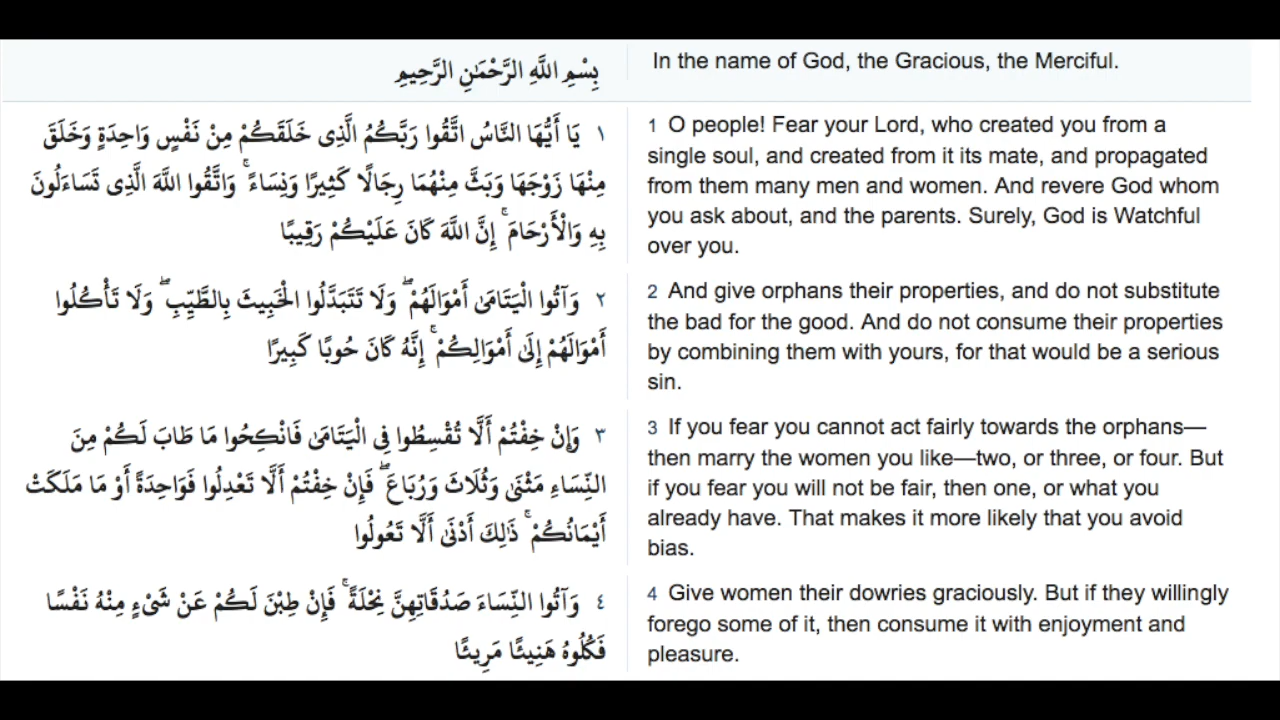 بِسْمِ اللَّهِ الرَّحْمَٰنِ الرَّحِيمِ
In the name of God, the Gracious, the Merciful.
١ يَا أَيُّهَا النَّاسُ اتَّقُوا رَبَّكُمُ الَّذِي خَلَقَكُمْ مِنْ نَفْسٍ وَاحِدَةٍ وَخَلَقَ
مِنْهَا زَوْجَهَا وَبَثَّ مِنْهُمَا رِجَالًا كَثِيرًا وَنِسَاءً ۚ وَاتَّقُوا اللَّهَ الَّذِي تَسَاءَلُونَ
بِهِ وَالْأَرْحَامَ ۚ إِنَّ اللَّهَ كَانَ عَلَيْكُمْ رَقِيبًا
1 O people! Fear your Lord, who created you from a
single soul, and created from it its mate, and propagated
from them many men and women. And revere God whom
you ask about, and the parents. Surely, God is Watchful
over you.
٢ وَآتُوا الْيَتَامَىٰ أَمْوَالَهُمْ ۖ وَلَا تَتَبَدَّلُوا الْخَبِيثَ بِالطَّيِّبِ ۖ وَلَا تَأْكُلُوا
أَمْوَالَهُمْ إِلَىٰ أَمْوَالِكُمْ ۚ إِنَّهُ كَانَ حُوبًا كَبِيرًا
2 And give orphans their properties, and do not substitute
the bad for the good. And do not consume their properties
by combining them with yours, for that would be a serious
sin.
٣ وَإِنْ خِفْتُمْ أَلَّا تُقْسِطُوا فِي الْيَتَامَىٰ فَانْكِحُوا مَا طَابَ لَكُمْ مِنَ
النِّسَاءِ مَثْنَىٰ وَثُلَاثَ وَرُبَاعَ ۖ فَإِنْ خِفْتُمْ أَلَّا تَعْدِلُوا فَوَاحِدَةً أَوْ مَا مَلَكَتْ
أَيْمَانُكُمْ ۚ ذَٰلِكَ أَدْنَىٰ أَلَّا تَعُولُوا
3 If you fear you cannot act fairly towards the orphans—
then marry the women you like—two, or three, or four. But
if you fear you will not be fair, then one, or what you
already have. That makes it more likely that you avoid
bias.
٤ وَآتُوا النِّسَاءَ صَدُقَاتِهِنَّ نِحْلَةً ۚ فَإِنْ طِبْنَ لَكُمْ عَنْ شَيْءٍ مِنْهُ نَفْسًا
فَكُلُوهُ هَنِيئًا مَرِيئًا
4 Give women their dowries graciously. But if they willingly
forego some of it, then consume it with enjoyment and
pleasure.